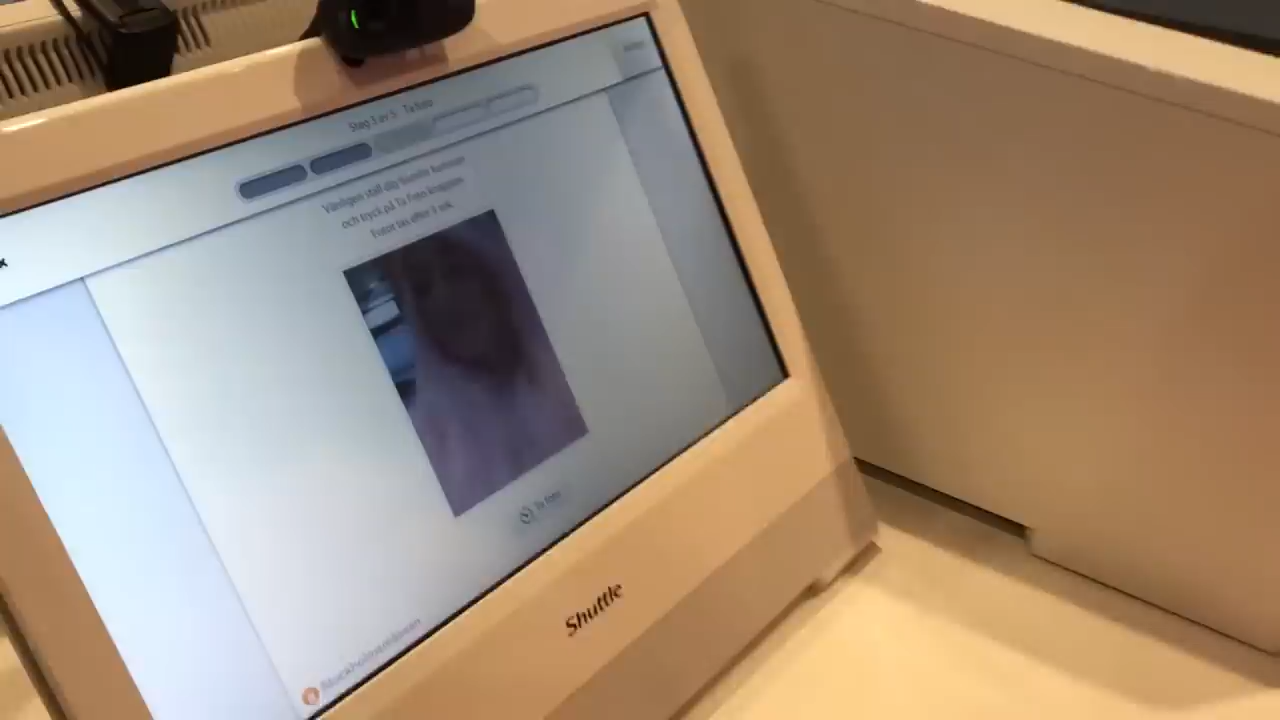 Steg 3 av 5 Ta foto
Vänligen ställ dig framför kameran
och tryck på Ta Foto knappen.
Fotot tas efter 3 sek.
Ta foto
Shuttle
Stockholmsmässan